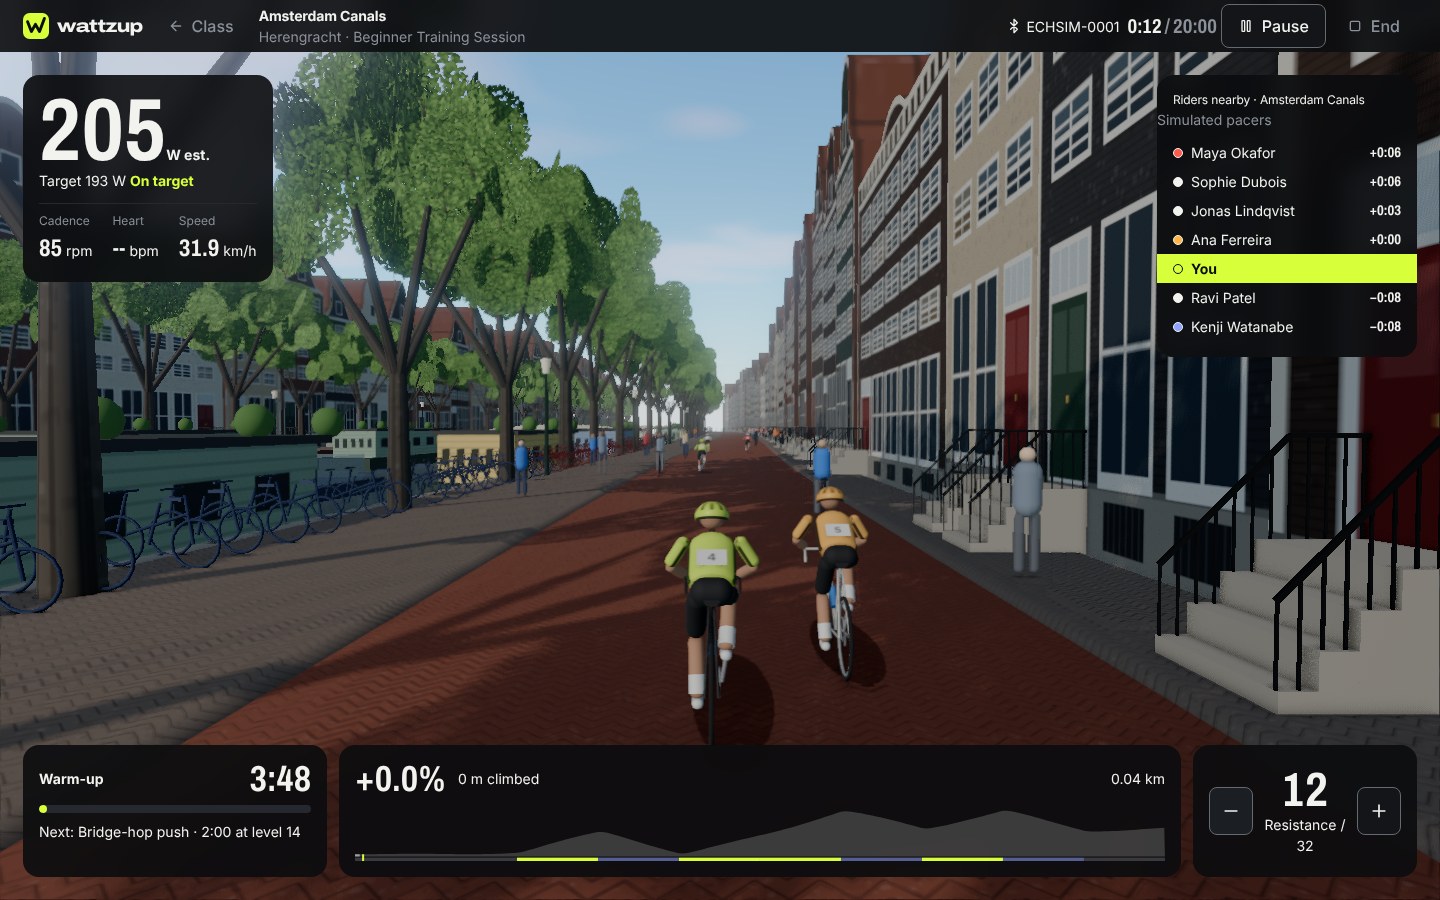 wattzup
Class
Amsterdam Canals
Herengracht · Beginner Training Session
ECHSIM-0001 0:12 / 20:00
Pause
End
205 W est.
Target 193 W On target
Cadence Heart Speed
85 rpm -- bpm 31.9 km/h
Riders nearby · Amsterdam Canals
Simulated pacers
Maya Okafor +0:06
Sophie Dubois +0:06
Jonas Lindqvist +0:03
Ana Ferreira +0:00
You
Ravi Patel −0:08
Kenji Watanabe −0:08
4
5
Warm-up 3:48
Next: Bridge-hop push · 2:00 at level 14
+0.0% 0 m climbed 0.04 km
− 12 +
Resistance /
32